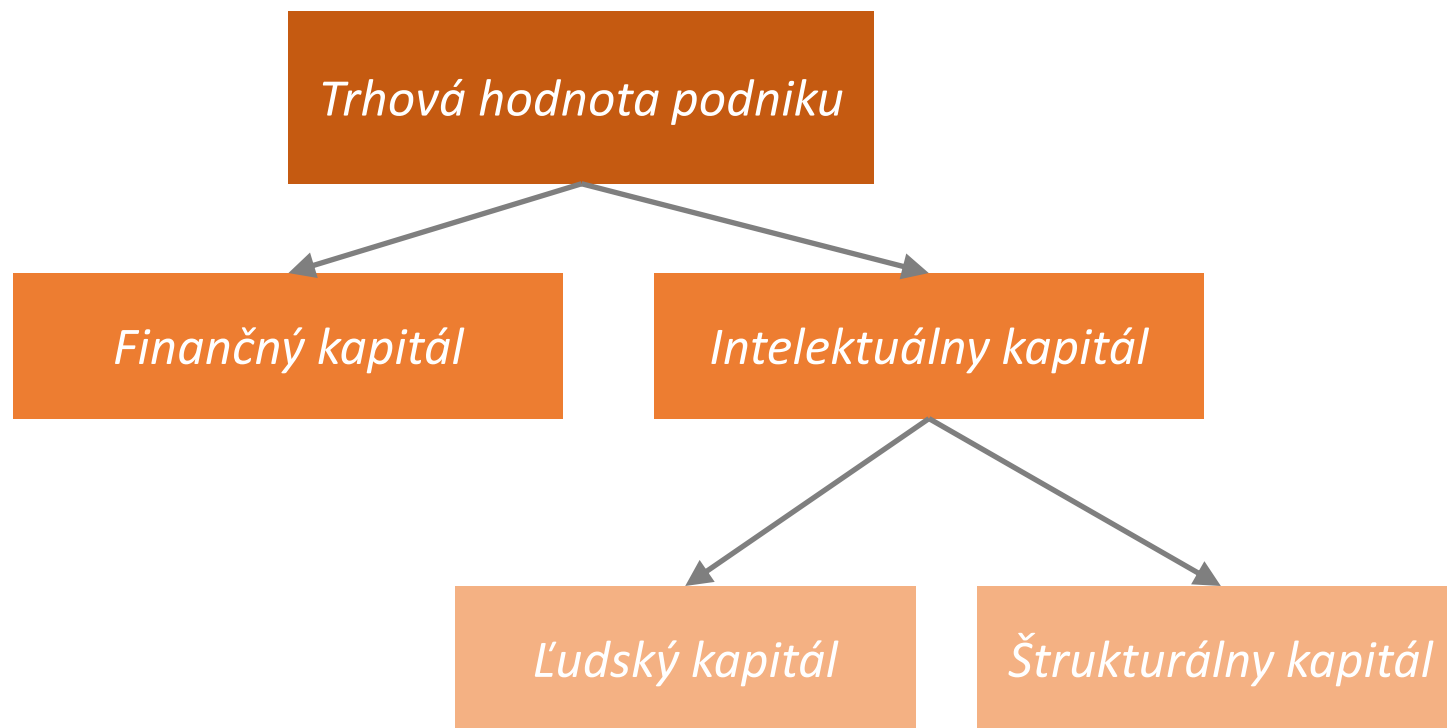 Trhová hodnota podniku
Finančný kapitál
Intelektuálny kapitál
Ľudský kapitál
Štrukturálny kapitál